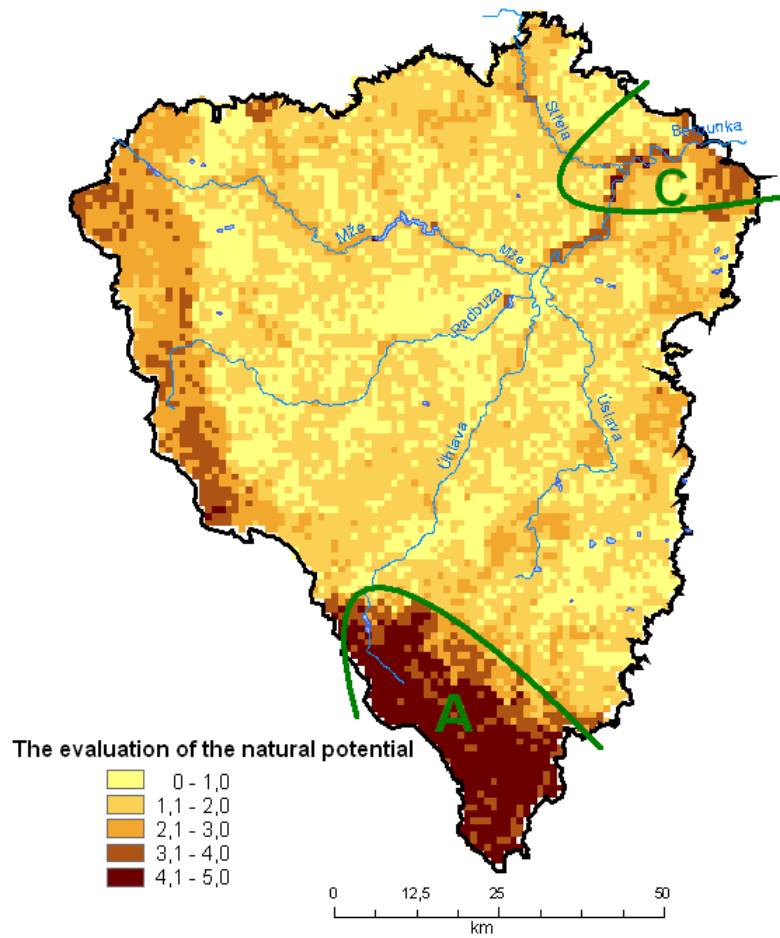 Střela
Berounka
C
Mže
Mže
Radbuza
Úhlava
Úslava
A
The evaluation of the natural potential
0 - 1,0
1,1 - 2,0
2,1 - 3,0
3,1 - 4,0
4,1 - 5,0
0 12,5 25 50
km